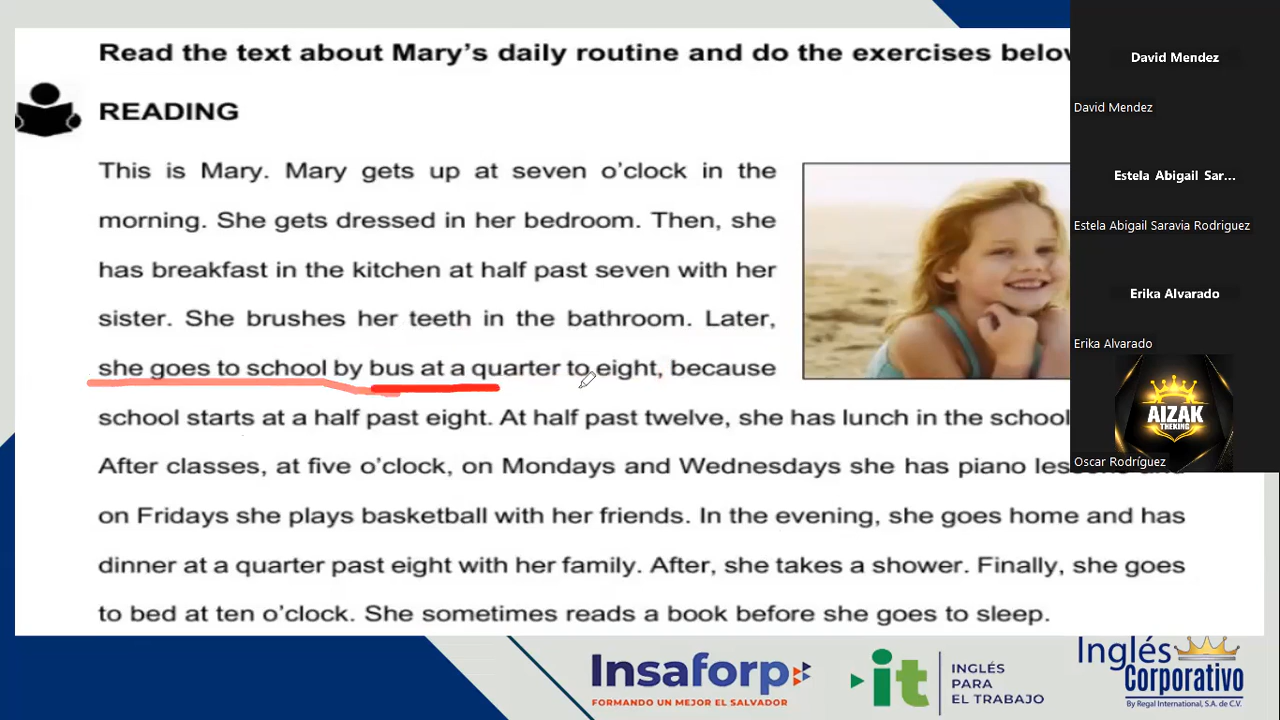 Read the text about Mary's daily routine and do the exercises
READING
This is Mary. Mary gets up at seven o'clock in the
morning. She gets dressed in her bedroom. Then, she
has breakfast in the kitchen at half past seven with her
sister. She brushes her teeth in the bathroom. Later,
she goes to school by bus at a quarter to eight, because
school starts at a half past eight. At half past twelve, she has lunch in the school
After classes, at five o'clock, on Mondays and Wednesdays she has piano
on Fridays she plays basketball with her friends. In the evening, she goes home and has
dinner at a quarter past eight with her family. After, she takes a shower. Finally, she goes
to bed at ten o'clock. She sometimes reads a book before she goes to sleep.
David Mendez
David Mendez
Estela Abigail Sar...
Estela Abigail Saravia Rodriguez
Erika Alvarado
Erika Alvarado
AIZAK
THEKING
Oscar Rodríguez
Insaforp
FORMANDO UN MEJOR EL SALVADOR
it
INGLÉS
PARA
EL TRABAJO
Inglés
Corporativo
By Regal International, S.A. de C.V.